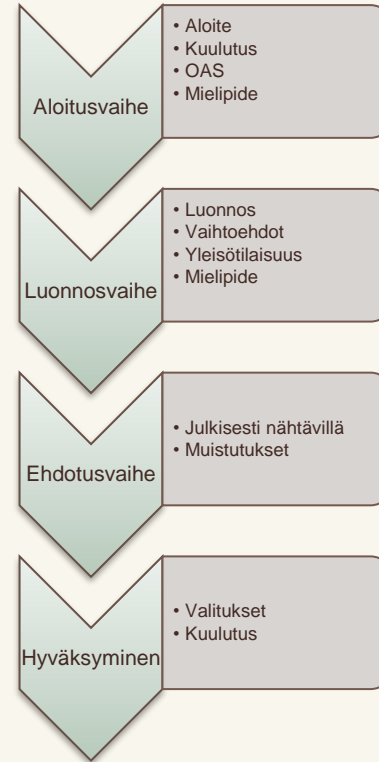 Aloitusvaihe
• Aloite
• Kuulutus
• OAS
• Mielipide
Luonnosvaihe
• Luonnos
• Vaihtoehdot
• Yleisötilaisuus
• Mielipide
Ehdotusvaihe
• Julkisesti nähtävillä
• Muistutukset
Hyväksyminen
• Valitukset
• Kuulutus